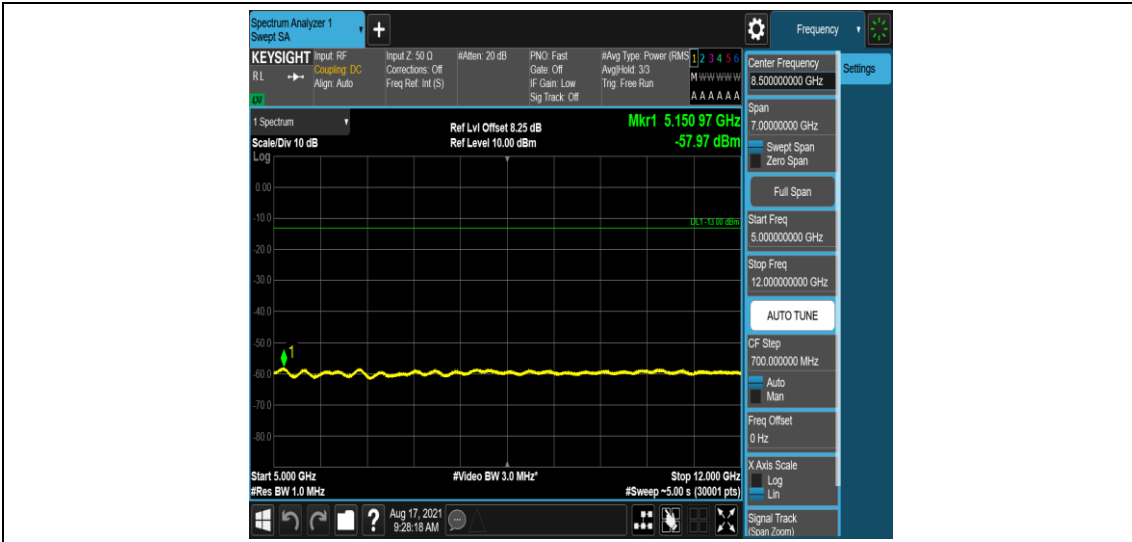 Spectrum Analyzer 1
Swept SA
+
Frequency
KEYSIGHT
RL
LXI
Input: RF
Coupling: DC
Align: Auto
Input Z: 50 Ω
Corrections: Off
Freq Ref: Int (S)
#Atten: 20 dB
PNO: Fast
Gate: Off
IF Gain: Low
Sig Track: Off
#Avg Type: Power (RMS
Avg|Hold: 3/3
Trig: Free Run
1 2 3 4 5 6
M W W W W W
A A A A A A
1 Spectrum
Scale/Div 10 dB
Log
Ref Lvl Offset 8.25 dB
Ref Level 10.00 dBm
Mkr1 5.150 97 GHz
-57.97 dBm
0.00
-10.0
DL1 -13.00 dBm
-20.0
-30.0
-40.0
-50.0
1
-60.0
-70.0
-80.0
Start 5.000 GHz
#Res BW 1.0 MHz
#Video BW 3.0 MHz*
Stop 12.000 GHz
#Sweep ~5.00 s (30001 pts)
?
Aug 17, 2021
9:28:18 AM
Center Frequency
8.500000000 GHz
Settings
Span
7.00000000 GHz
Swept Span
Zero Span
Full Span
Start Freq
5.000000000 GHz
Stop Freq
12.000000000 GHz
AUTO TUNE
CF Step
700.000000 MHz
Auto
Man
Freq Offset
0 Hz
X Axis Scale
Log
Lin
Signal Track
(Span Zoom)